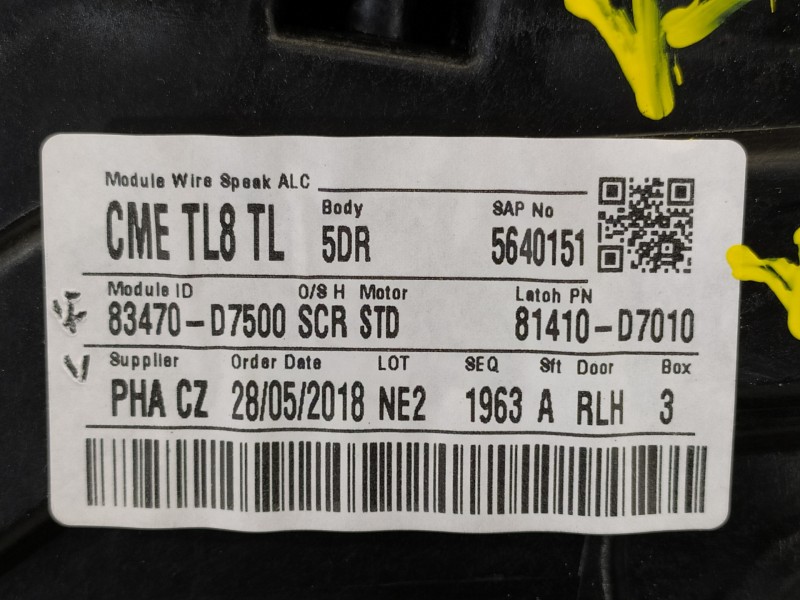 Module Wire Speak ALC
Body SAP No
CME TL8 TL 5DR 5640151
Module ID O/S H Motor Latoh PN
83470-D7500 SCR STD 81410-D7010
Supplier Order Date LOT SEQ Sft Door Box
PHA CZ 28/05/2018 NE2 1963 A RLH 3